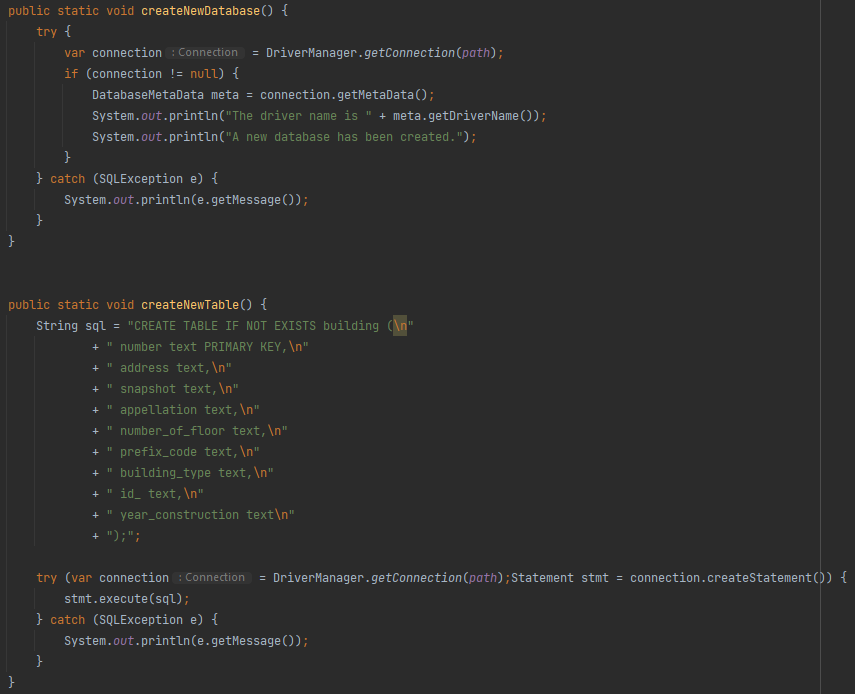 public static void createNewDatabase() {
    try {
        var connection : Connection = DriverManager.getConnection(path);
        if (connection != null) {
            DatabaseMetaData meta = connection.getMetaData();
            System.out.println("The driver name is " + meta.getDriverName());
            System.out.println("A new database has been created.");
        }
    } catch (SQLException e) {
        System.out.println(e.getMessage());
    }
}
public static void createNewTable() {
    String sql = "CREATE TABLE IF NOT EXISTS building (\n"
            + " number text PRIMARY KEY,\n"
            + " address text,\n"
            + " snapshot text,\n"
            + " appellation text,\n"
            + " number_of_floor text,\n"
            + " prefix_code text,\n"
            + " building_type text,\n"
            + " id_ text,\n"
            + " year_construction text\n"
            + ");";
    try (var connection : Connection = DriverManager.getConnection(path);Statement stmt = connection.createStatement()) {
        stmt.execute(sql);
    } catch (SQLException e) {
        System.out.println(e.getMessage());
    }
}